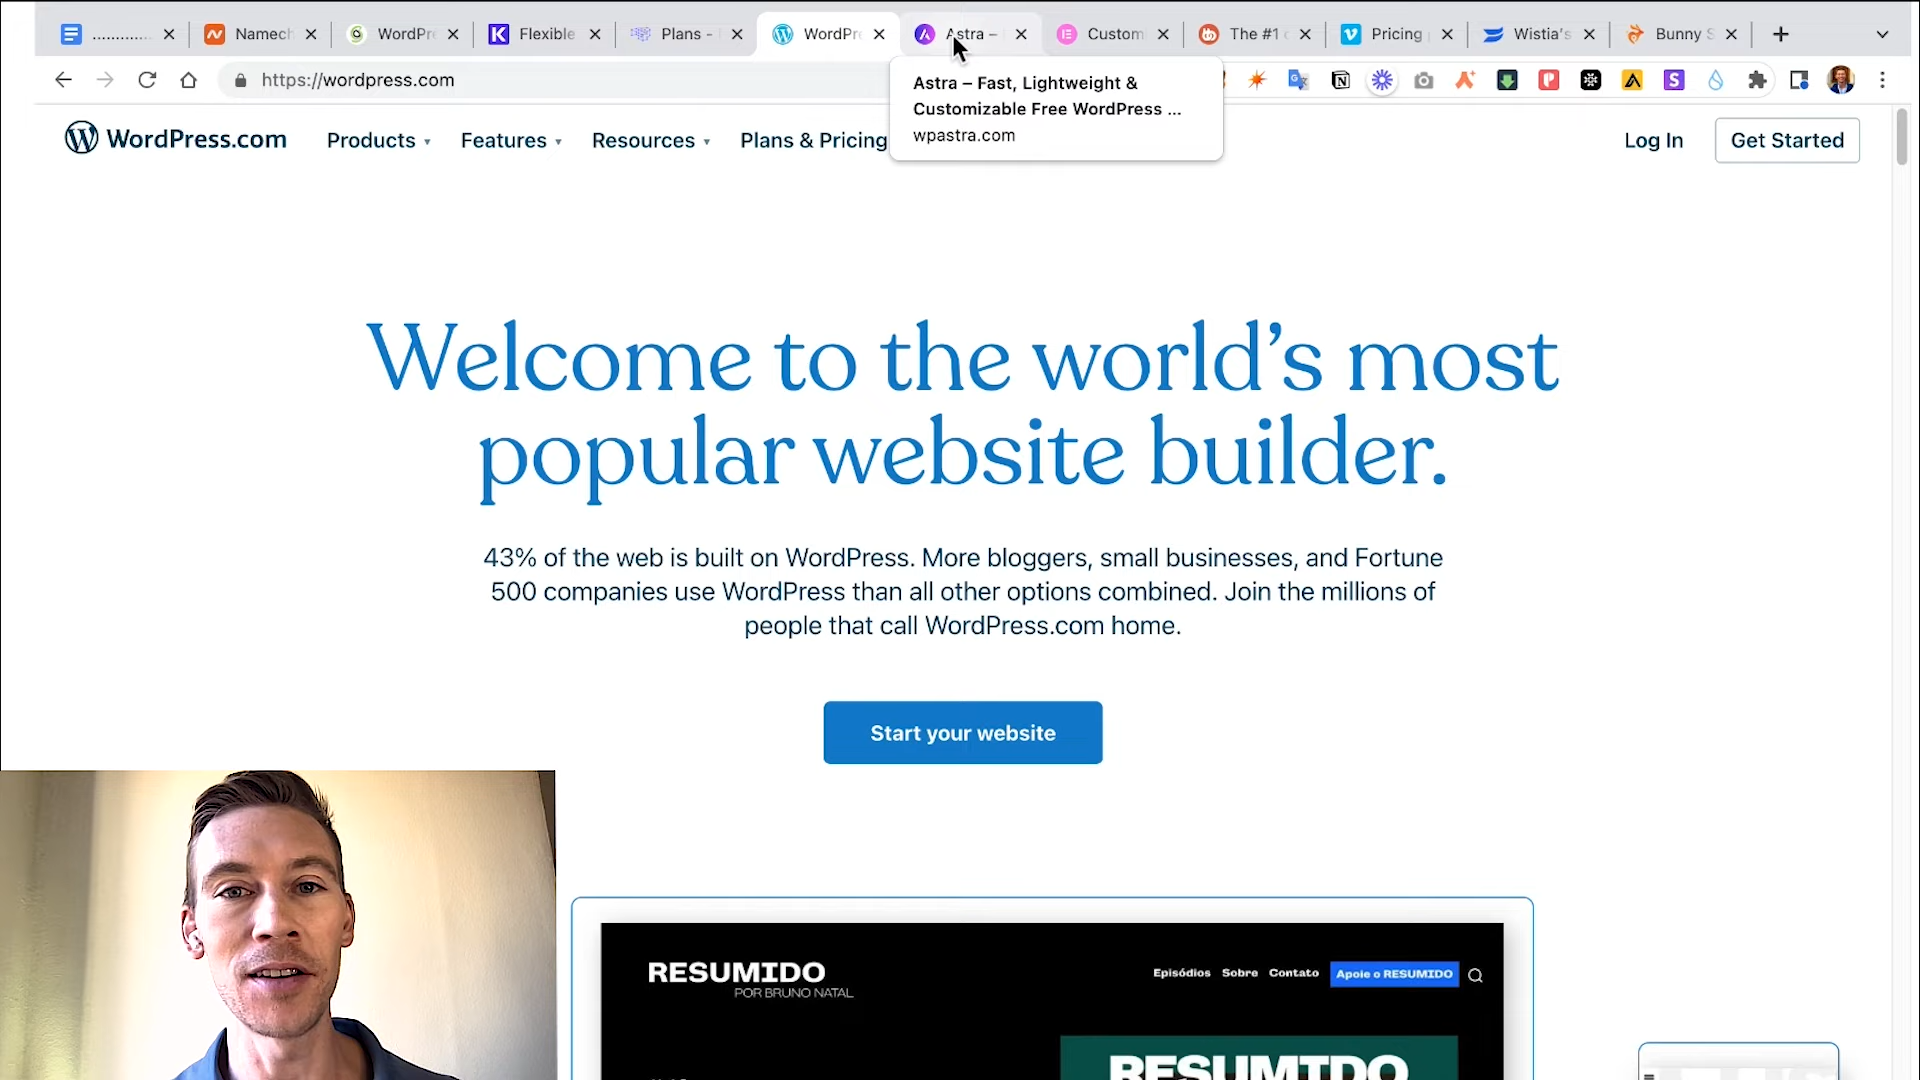 .............
Namech
WordPre
Flexible
Plans -
WordPre
Astra –
Custom
The #1
Pricing
Wistia's
Bunny S
https://wordpress.com
Astra – Fast, Lightweight &
Customizable Free WordPress ...
wpastra.com
WordPress.com
Products
Features
Resources
Plans & Pricing
Log In
Get Started
Welcome to the world’s most
popular website builder.
43% of the web is built on WordPress. More bloggers, small businesses, and Fortune
500 companies use WordPress than all other options combined. Join the millions of
people that call WordPress.com home.
Start your website
RESUMIDO
POR BRUNO NATAL
Episódios
Sobre
Contato
Apoie o RESUMIDO
RESUMIDO